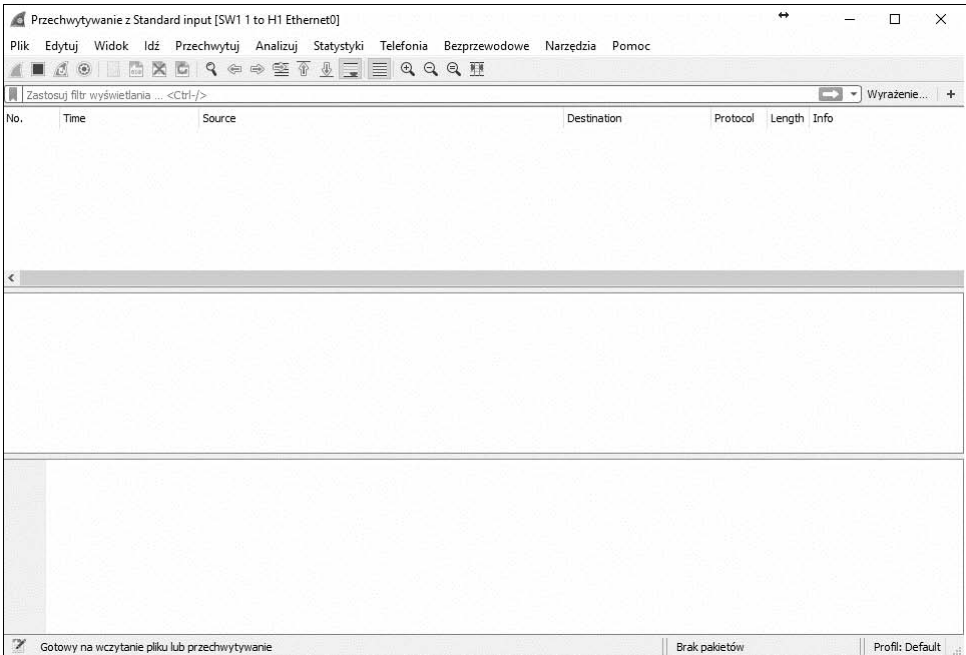 Przechwytywanie z Standard input [SW1 1 to H1 Ethernet0]
Plik Edytuj Widok Idź Przechwytuj Analizuj Statystyki Telefonia Bezprzewodowe Narzędzia Pomoc
Zastosuj filtr wyświetlania ... <Ctrl-/> Wyrażenie... +
No. Time Source Destination Protocol Length Info
Gotowy na wczytanie pliku lub przechwytywanie Brak pakietów Profil: Default